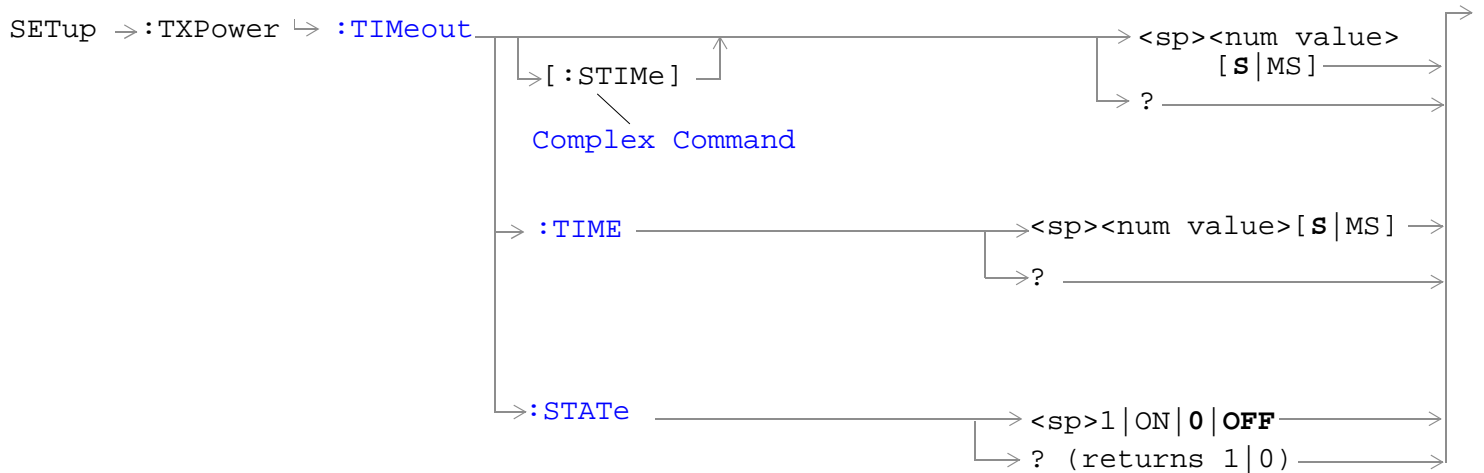 SETup :TXPower :TIMeout <sp><num value>
[:STIMe] [S|MS]
?
Complex Command
:TIME <sp><num value>[S|MS]
?
:STATe <sp>1|ON|0|OFF
? (returns 1|0)